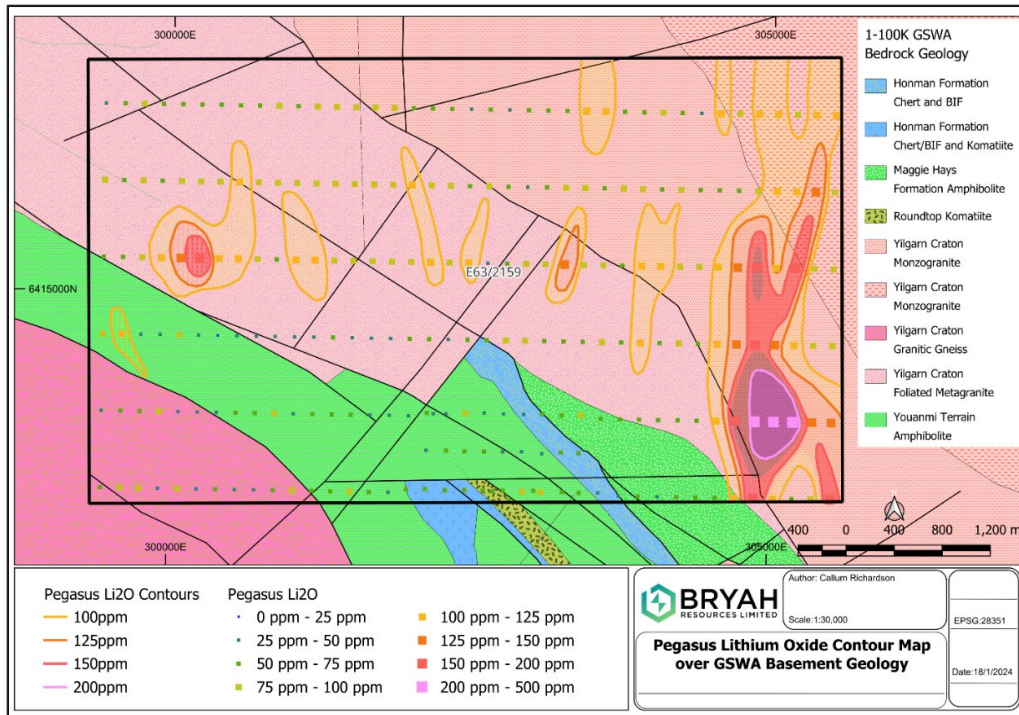 300000E
305000E
1-100K GSWA
Bedrock Geology
Honman Formation
Chert and BIF
Honman Formation
Chert/BIF and Komatiite
Maggie Hays
Formation Amphibolite
Roundtop Komatiite
Yilgarn Craton
Monzogranite
Yilgarn Craton
Monzogranite
Yilgarn Craton
Granitic Gneiss
Yilgarn Craton
Foliated Metagranite
Youanmi Terrain
Amphibolite
E63/2159
6415000N
400 0 400 800 1,200 m
300000E
305000E
Pegasus Li2O Contours
100ppm
125ppm
150ppm
200ppm
Pegasus Li2O
0 ppm - 25 ppm
25 ppm - 50 ppm
50 ppm - 75 ppm
75 ppm - 100 ppm
100 ppm - 125 ppm
125 ppm - 150 ppm
150 ppm - 200 ppm
200 ppm - 500 ppm
BRYAH
RESOURCES LIMITED
Author: Callum Richardson
Scale:1:30,000
EPSG:28351
Pegasus Lithium Oxide Contour Map
over GSWA Basement Geology
Date:18/1/2024